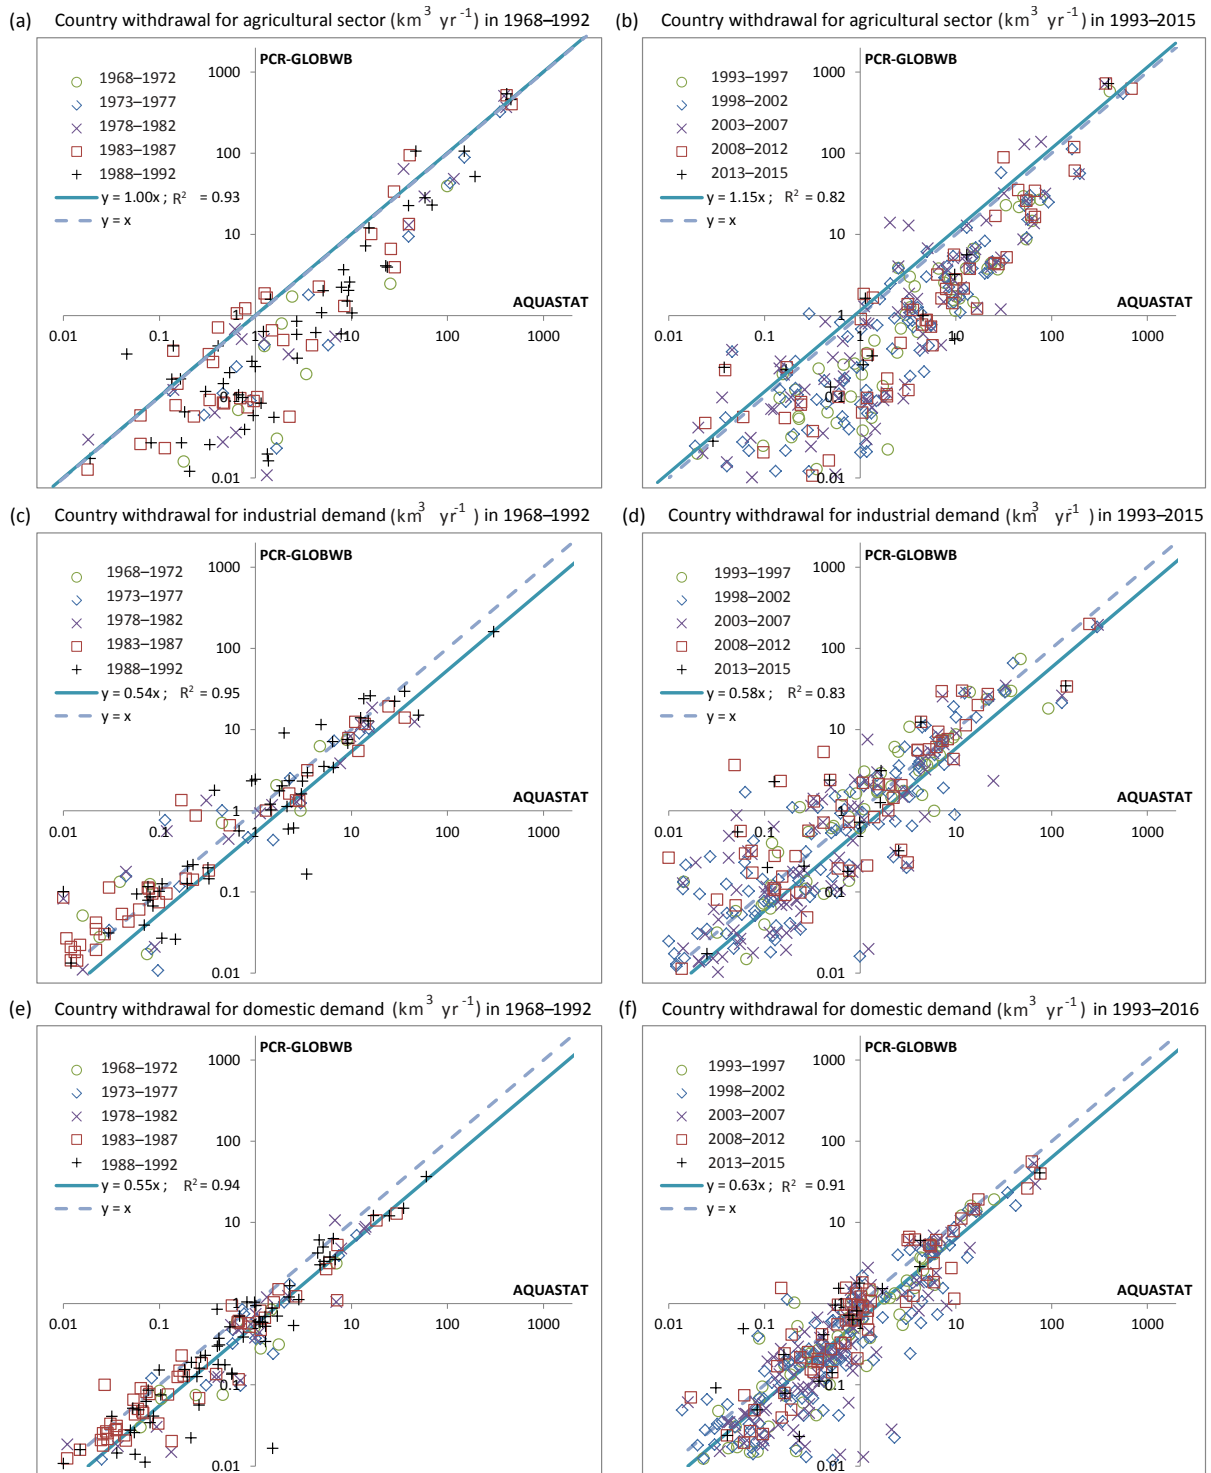 (a) Country withdrawal for agricultural sector (km³ yr⁻¹) in 1968–1992
PCR-GLOBWB
1000
100
10
1
0.1
0.01
1968–1972
1973–1977
1978–1982
1983–1987
1988–1992
y = 1.00x ; R² = 0.93
y = x
AQUASTAT
0.01 0.1 1 10 100 1000
(b) Country withdrawal for agricultural sector (km³ yr⁻¹) in 1993–2015
PCR-GLOBWB
1000
100
10
1
0.1
0.01
1993–1997
1998–2002
2003–2007
2008–2012
2013–2015
y = 1.15x ; R² = 0.82
y = x
AQUASTAT
0.01 0.1 1 10 100 1000
(c) Country withdrawal for industrial demand (km³ yr⁻¹) in 1968–1992
PCR-GLOBWB
1000
100
10
1
0.1
0.01
1968–1972
1973–1977
1978–1982
1983–1987
1988–1992
y = 0.54x ; R² = 0.95
y = x
AQUASTAT
0.01 0.1 1 10 100 1000
(d) Country withdrawal for industrial demand (km³ yr⁻¹) in 1993–2015
PCR-GLOBWB
1000
100
10
1
0.1
0.01
1993–1997
1998–2002
2003–2007
2008–2012
2013–2015
y = 0.58x ; R² = 0.83
y = x
AQUASTAT
0.01 0.1 1 10 100 1000
(e) Country withdrawal for domestic demand (km³ yr⁻¹) in 1968–1992
PCR-GLOBWB
1000
100
10
1
0.1
0.01
1968–1972
1973–1977
1978–1982
1983–1987
1988–1992
y = 0.55x ; R² = 0.94
y = x
AQUASTAT
0.01 0.1 1 10 100 1000
(f) Country withdrawal for domestic demand (km³ yr⁻¹) in 1993–2016
PCR-GLOBWB
1000
100
10
1
0.1
0.01
1993–1997
1998–2002
2003–2007
2008–2012
2013–2015
y = 0.63x ; R² = 0.91
y = x
AQUASTAT
0.01 0.1 1 10 100 1000